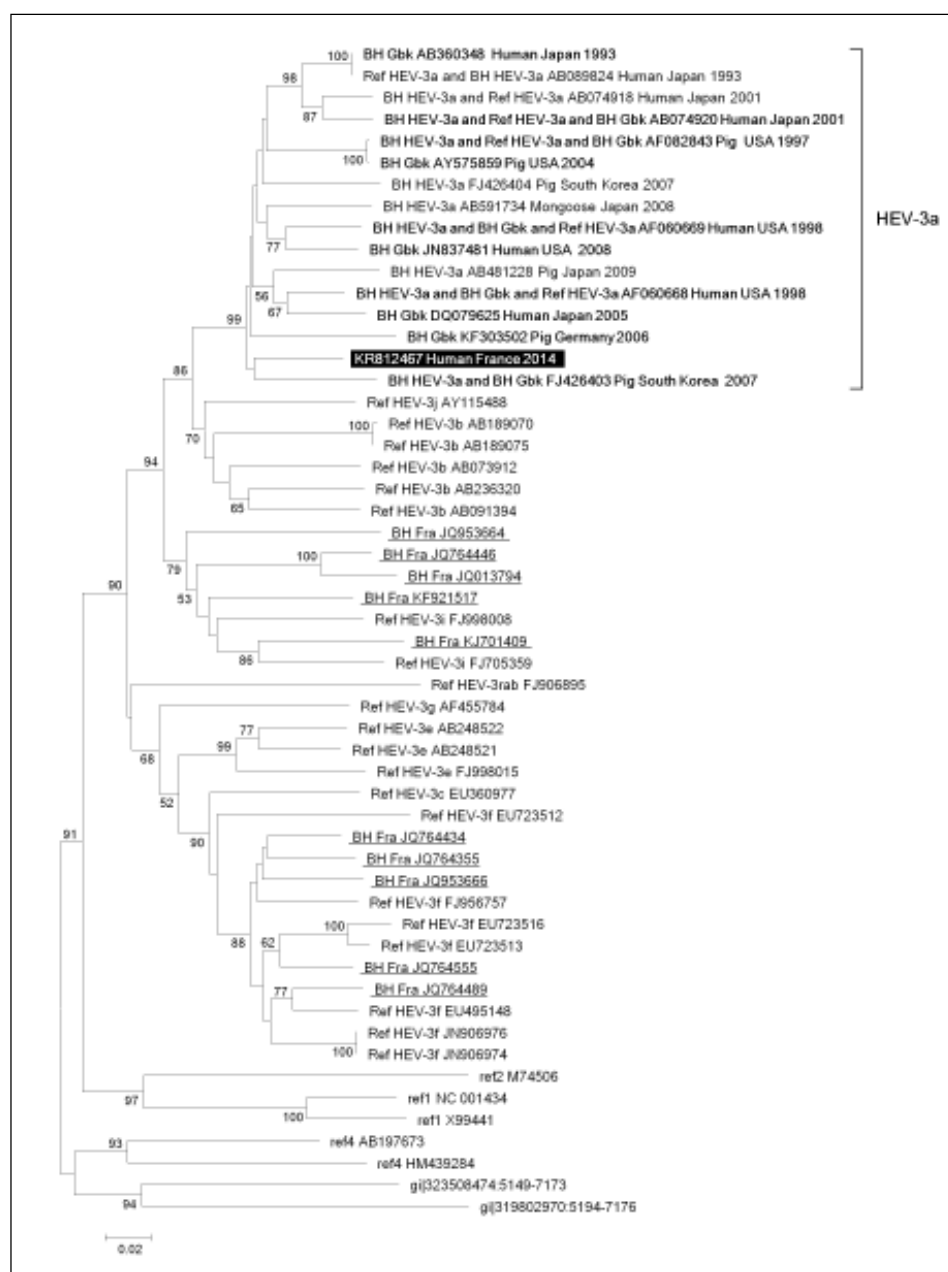 100
BH Gbk AB360348 Human Japan 1993
Ref HEV-3a and BH HEV-3a AB089824 Human Japan 1993
98
BH HEV-3a and Ref HEV-3a AB074918 Human Japan 2001
87
BH HEV-3a and Ref HEV-3a and BH Gbk AB074920 Human Japan 2001
BH HEV-3a and Ref HEV-3a and BH Gbk AF082843 Pig USA 1997
100
BH Gbk AY575859 Pig USA 2004
BH HEV-3a FJ426404 Pig South Korea 2007
BH HEV-3a AB591734 Mongoose Japan 2008
HEV-3a
BH HEV-3a and BH Gbk and Ref HEV-3a AF060669 Human USA 1998
77
BH Gbk JN837481 Human USA 2008
BH HEV-3a AB481228 Pig Japan 2009
56
BH HEV-3a and BH Gbk and Ref HEV-3a AF060668 Human USA 1998
67
BH Gbk DQ079625 Human Japan 2005
99
BH Gbk KF303502 Pig Germany 2006
KR812467 Human France 2014
86
BH HEV-3a and BH Gbk FJ426403 Pig South Korea 2007
Ref HEV-3j AY115488
70
100
Ref HEV-3b AB189070
Ref HEV-3b AB189075
94
Ref HEV-3b AB073912
Ref HEV-3b AB236320
65
Ref HEV-3b AB091394
BH Fra JQ953664
100
BH Fra JQ764446
79
BH Fra JQ013794
90
53
BH Fra KF921517
Ref HEV-3i FJ998008
BH Fra KJ701409
86
Ref HEV-3i FJ705359
Ref HEV-3rab FJ906895
Ref HEV-3g AF455784
77
Ref HEV-3e AB248522
68
99
Ref HEV-3e AB248521
Ref HEV-3e FJ998015
52
Ref HEV-3c EU360977
Ref HEV-3f EU723512
91
90
BH Fra JQ764434
BH Fra JQ764355
BH Fra JQ953666
Ref HEV-3f FJ956757
100
Ref HEV-3f EU723516
88
62
Ref HEV-3f EU723513
BH Fra JQ764555
77
BH Fra JQ764489
Ref HEV-3f EU495148
Ref HEV-3f JN906976
100
Ref HEV-3f JN906974
ref2 M74506
97
ref1 NC 001434
100
ref1 X99441
93
ref4 AB197673
ref4 HM439284
gi|323508474:5149-7173
94
gi|319802970:5194-7176
0.02